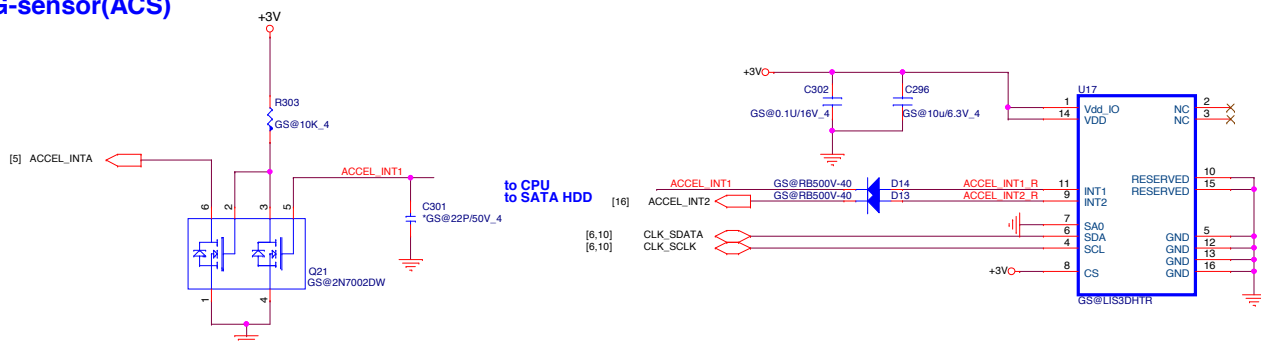 G-sensor(ACS)
+3V
R303
GS@10K_4
[5] ACCEL_INTA
ACCEL_INT1
C301
*GS@22P/50V_4
6
2
3
5
Q21
GS@2N7002DW
1
4
to CPU
to SATA HDD
+3V
C302
GS@0.1U/16V_4
C296
GS@10u/6.3V_4
U17
1
Vdd_IO
14
VDD
NC
2
NC
3
RESERVED
10
RESERVED
15
ACCEL_INT1
GS@RB500V-40
D14
ACCEL_INT1_R
11
INT1
[16]
ACCEL_INT2
GS@RB500V-40
D13
ACCEL_INT2_R
9
INT2
7
SA0
[6,10]
CLK_SDATA
6
SDA
[6,10]
CLK_SCLK
4
SCL
GND
5
GND
12
GND
13
GND
16
+3V
8
CS
GS@LIS3DHTR